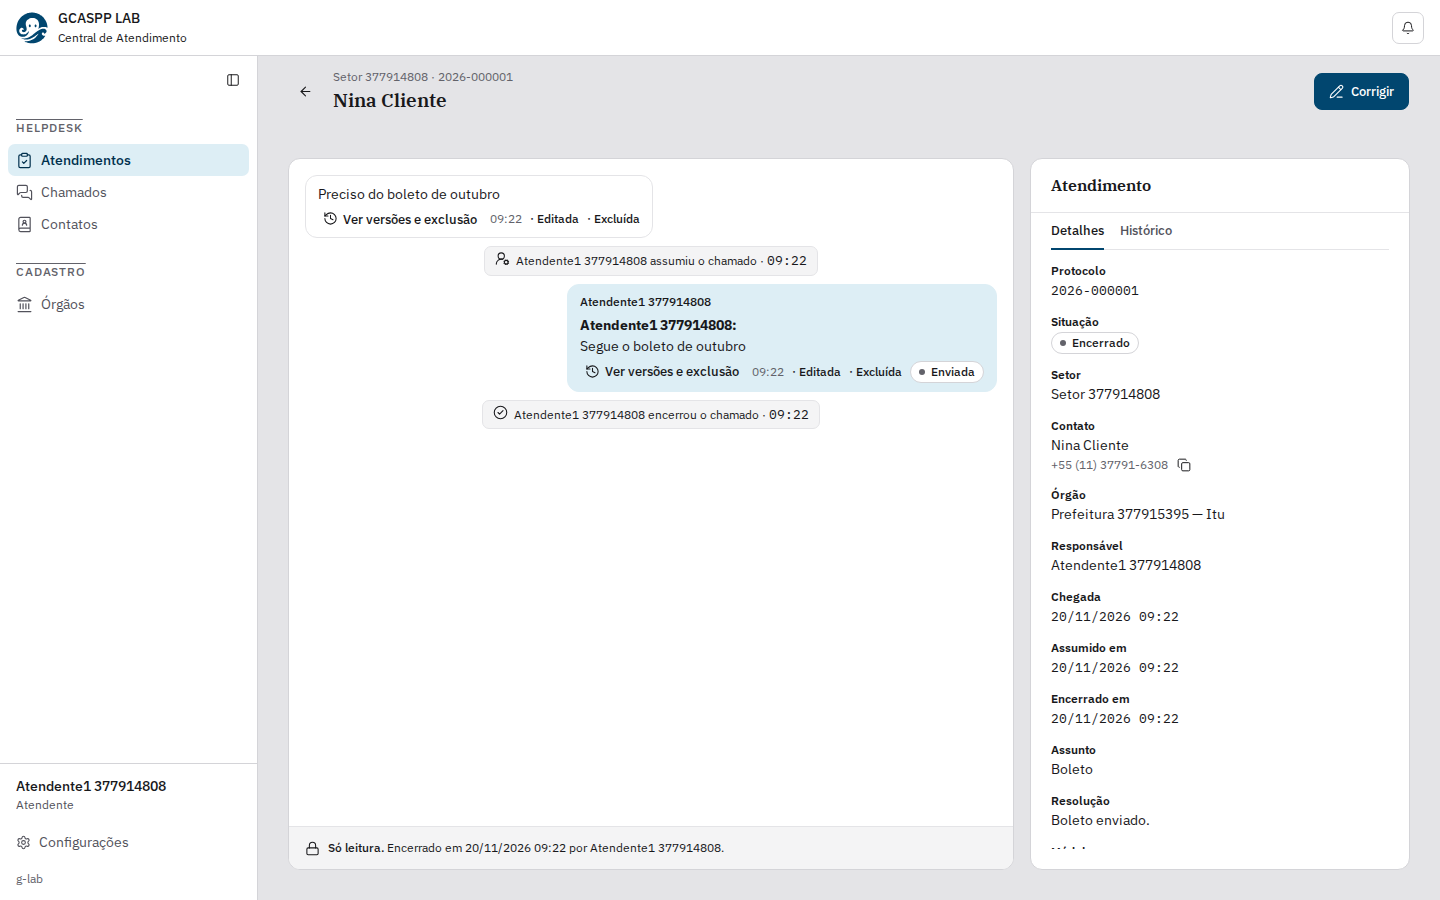 GCASPP LAB
Central de Atendimento
HELPDESK
Atendimentos
Chamados
Contatos
CADASTRO
Órgãos
Atendente1 377914808
Atendente
Configurações
g-lab
Setor 377914808 · 2026-000001
Nina Cliente
Corrigir
Preciso do boleto de outubro
Ver versões e exclusão 09:22 · Editada · Excluída
Atendente1 377914808 assumiu o chamado · 09:22
Atendente1 377914808
Atendente1 377914808:
Segue o boleto de outubro
Ver versões e exclusão 09:22 · Editada · Excluída Enviada
Atendente1 377914808 encerrou o chamado · 09:22
Só leitura. Encerrado em 20/11/2026 09:22 por Atendente1 377914808.
Atendimento
Detalhes Histórico
Protocolo
2026-000001
Situação
Encerrado
Setor
Setor 377914808
Contato
Nina Cliente
+55 (11) 37791-6308
Órgão
Prefeitura 377915395 — Itu
Responsável
Atendente1 377914808
Chegada
20/11/2026 09:22
Assumido em
20/11/2026 09:22
Encerrado em
20/11/2026 09:22
Assunto
Boleto
Resolução
Boleto enviado.